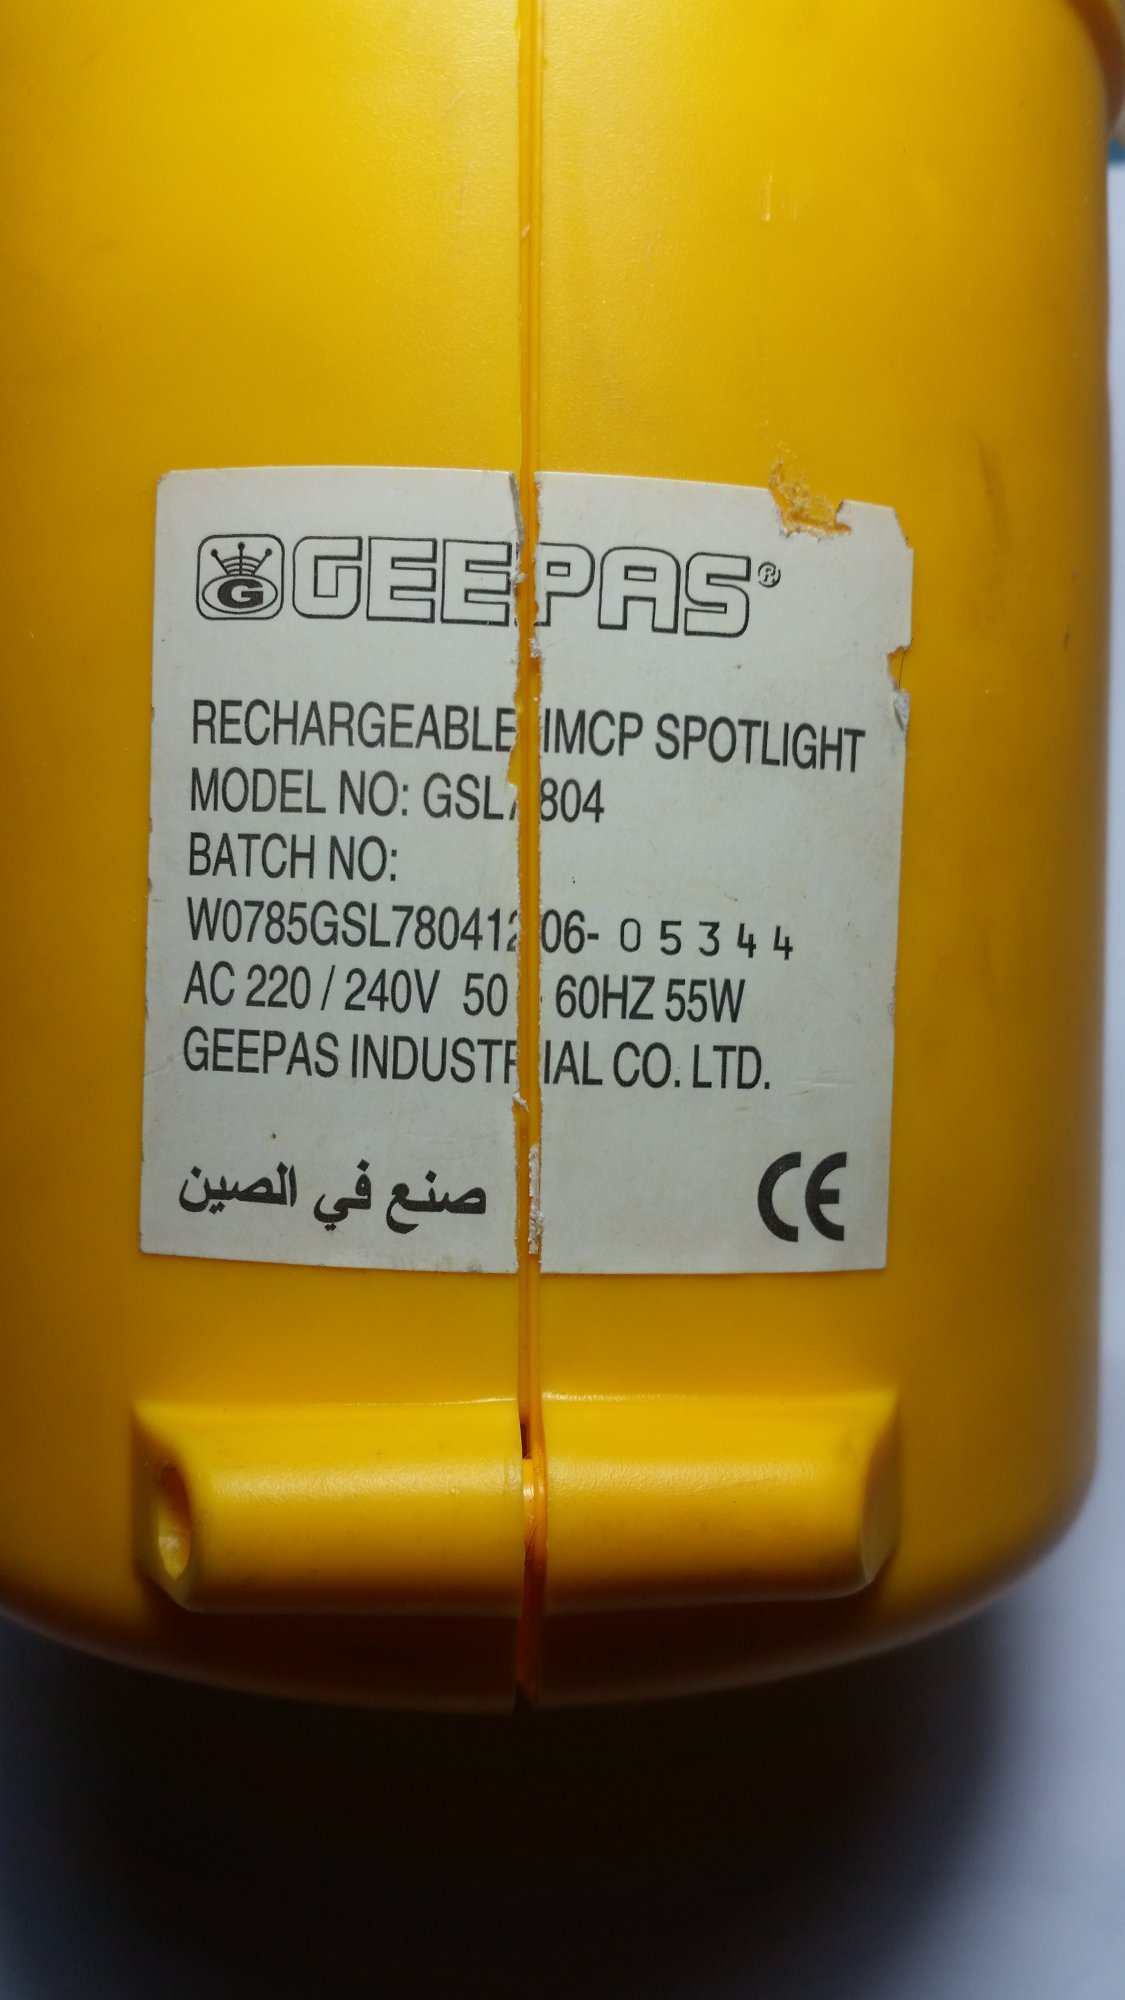 G GEEPAS®
RECHARGEABLE IMCP SPOTLIGHT
MODEL NO: GSL7804
BATCH NO:
W0785GSL78041206- 05344
AC 220 / 240V 50 - 60HZ 55W
GEEPAS INDUSTRIAL CO. LTD.
صنع في الصين CE